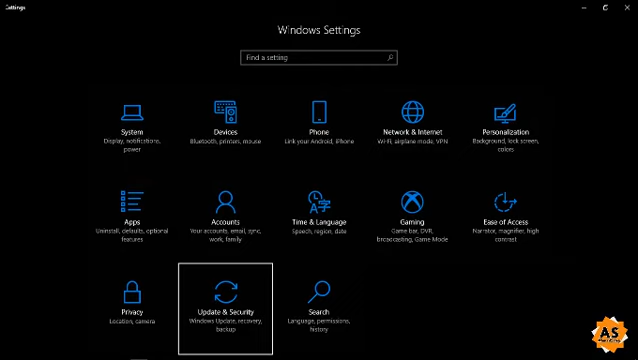 Settings
Windows Settings
Find a setting
System
Display, notifications,
power
Devices
Bluetooth, printers, mouse
Phone
Link your Android, iPhone
Network & Internet
Wi-Fi, airplane mode, VPN
Personalization
Background, lock screen,
colors
Apps
Uninstall, defaults, optional
features
Accounts
Your accounts, email, sync,
work, family
Time & Language
Speech, region, date
Gaming
Game bar, DVR,
broadcasting, Game Mode
Ease of Access
Narrator, magnifier, high
contrast
Privacy
Location, camera
Update & Security
Windows Update, recovery,
backup
Search
Language, permissions,
history
AS